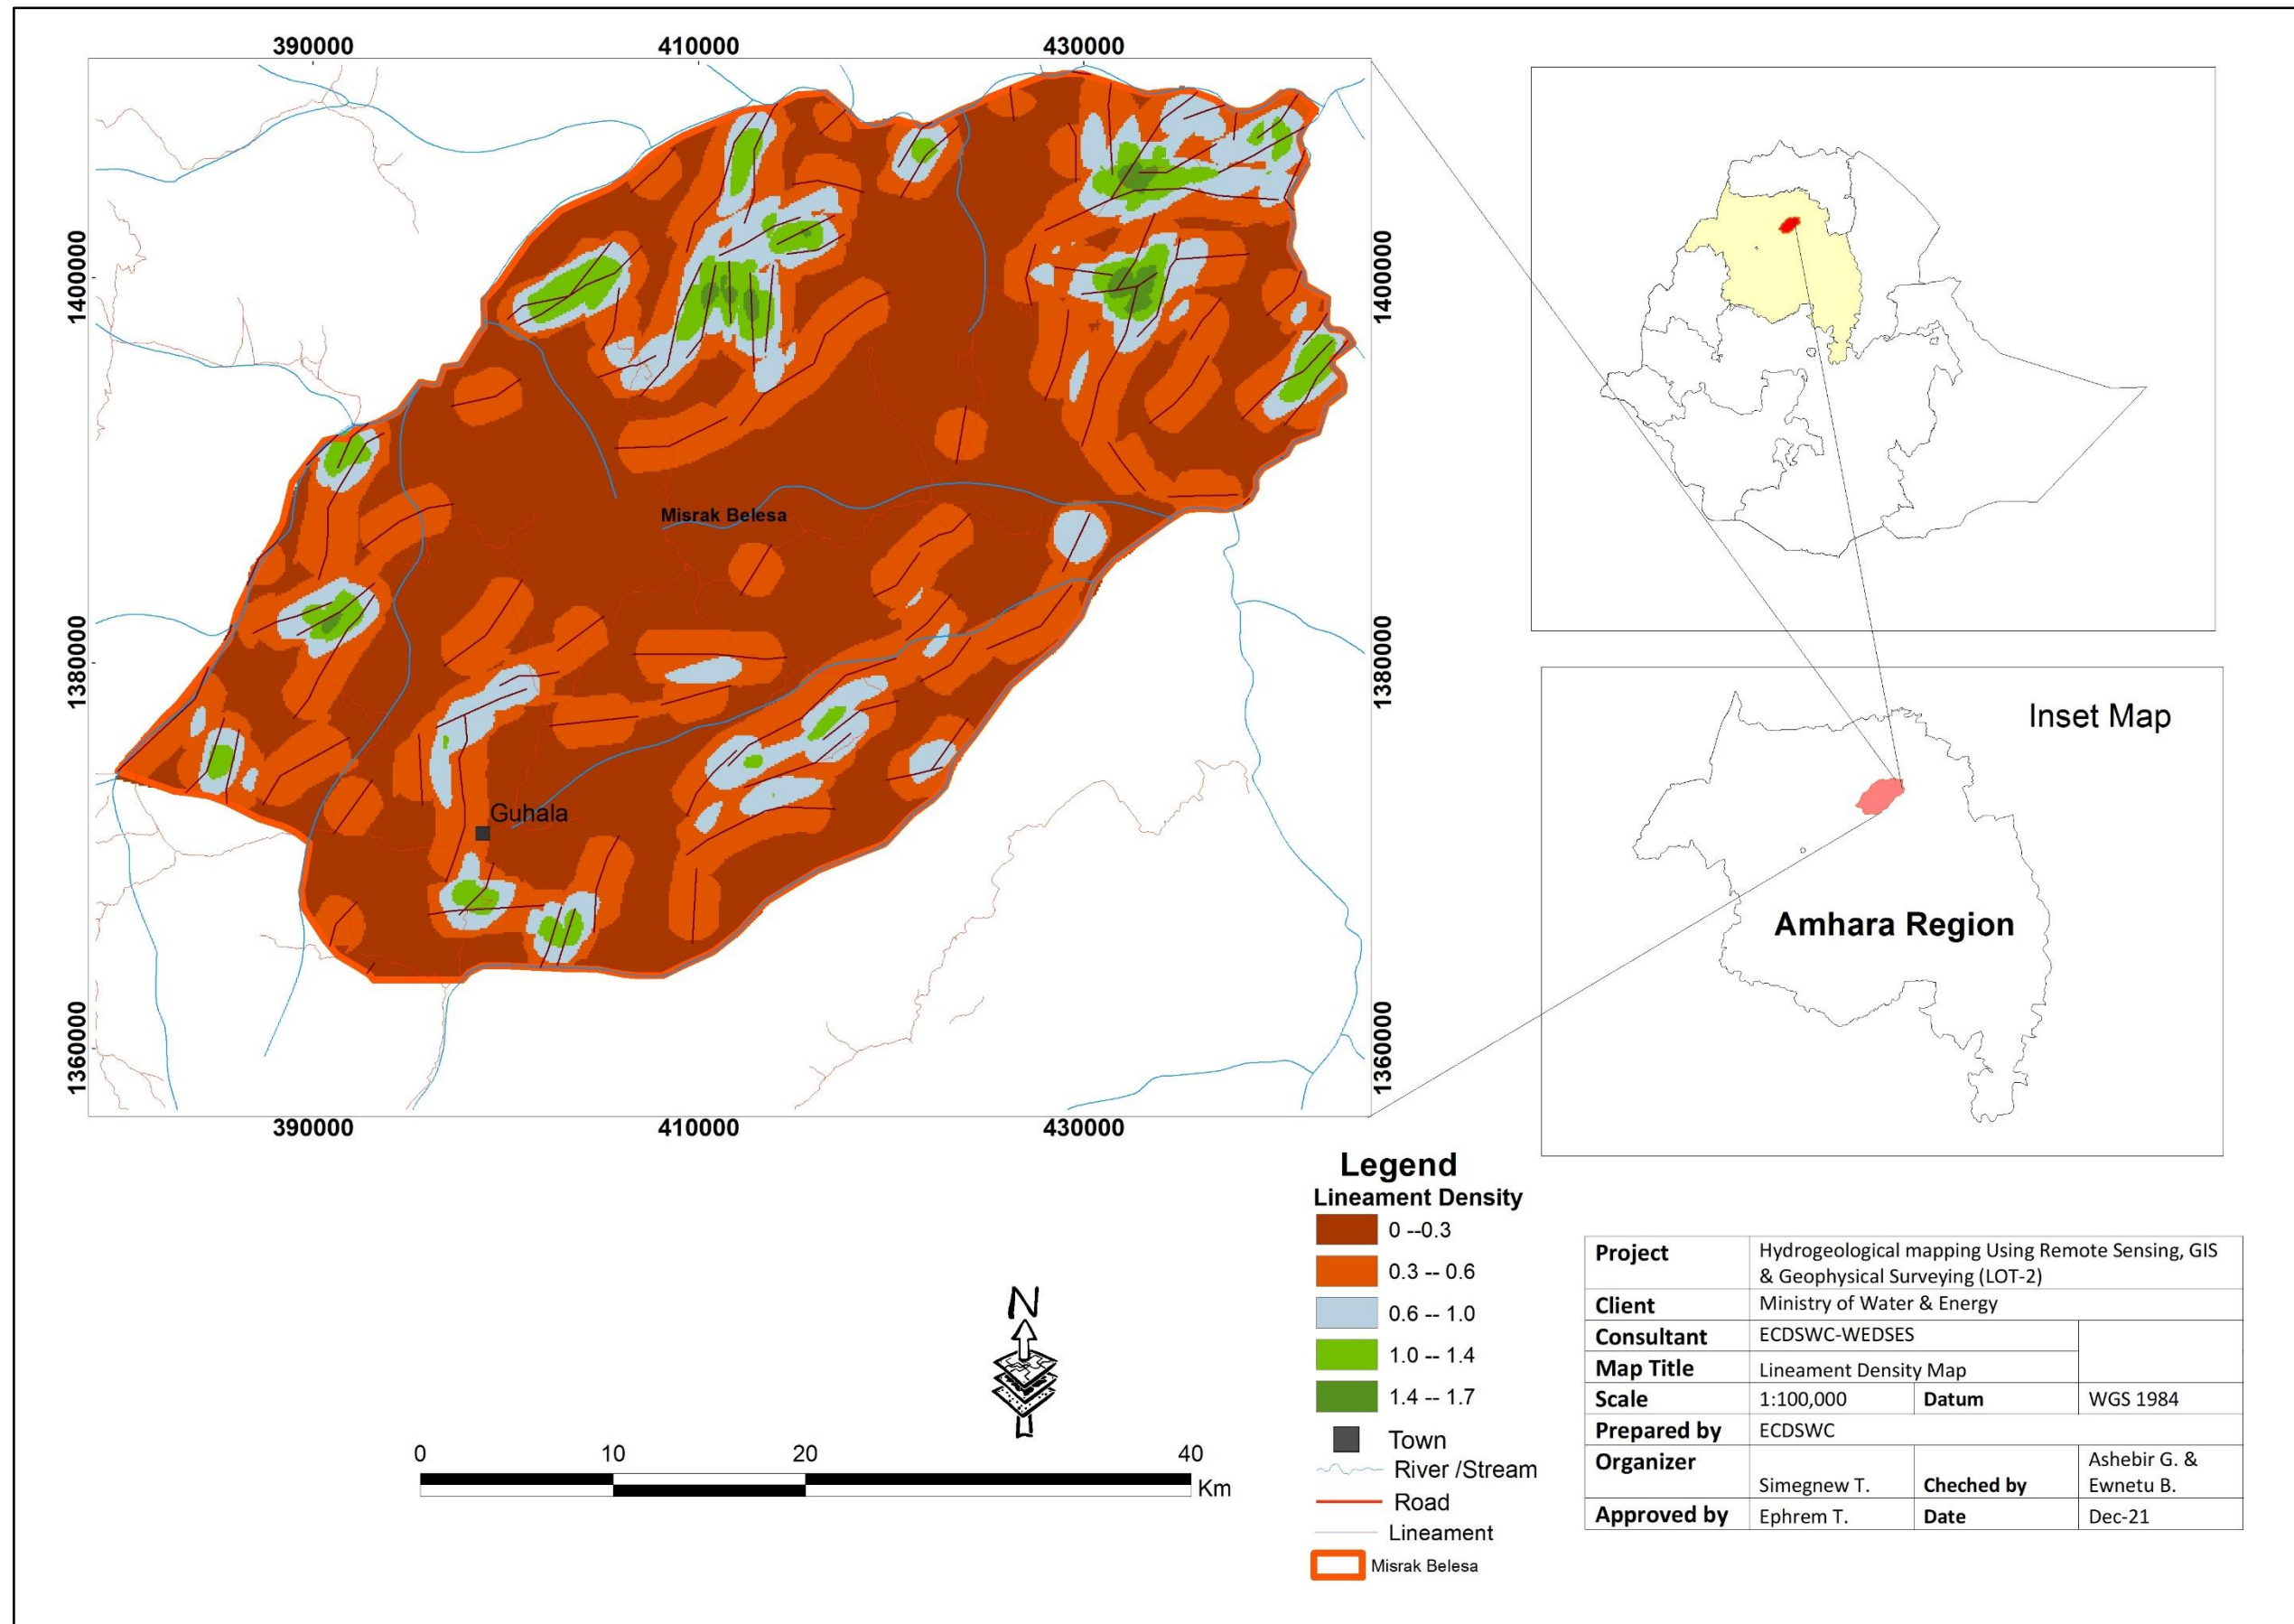 390000 410000 430000
1400000
1380000
1360000
1400000
1380000
1360000
Misrak Belesa
Guhala
390000 410000 430000
Inset Map
Amhara Region
Legend
Lineament Density
0 --0.3
0.3 -- 0.6
0.6 -- 1.0
1.0 -- 1.4
1.4 -- 1.7
Town
River /Stream
Road
Lineament
Misrak Belesa
N
0 10 20 40
Km
Project Hydrogeological mapping Using Remote Sensing, GIS
& Geophysical Surveying (LOT-2)
Client Ministry of Water & Energy
Consultant ECDSWC-WEDSES
Map Title Lineament Density Map
Scale 1:100,000 Datum WGS 1984
Prepared by ECDSWC
Organizer Simegnew T. Cheched by Ashebir G. &
Ewnetu B.
Approved by Ephrem T. Date Dec-21